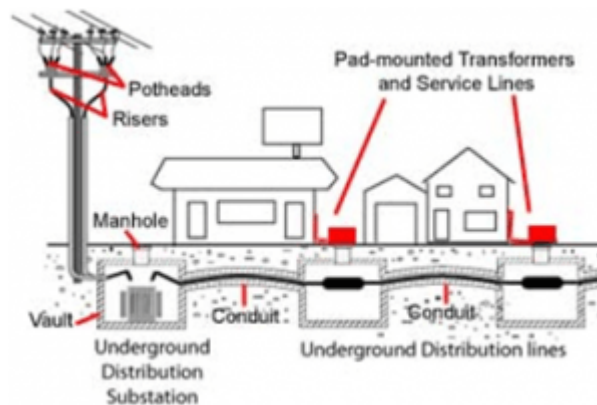 Potheads
Risers
Pad-mounted Transformers
and Service Lines
Manhole
Vault
Conduit
Conduit
Underground
Distribution
Substation
Underground Distribution lines